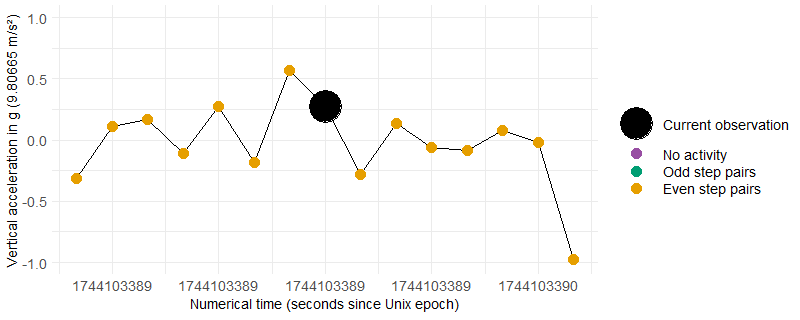 Vertical acceleration in g (9.80665 m/s²)
1.0
0.5
0.0
-0.5
-1.0
1744103389 1744103389 1744103389 1744103389 1744103390
Numerical time (seconds since Unix epoch)
Current observation
No activity
Odd step pairs
Even step pairs